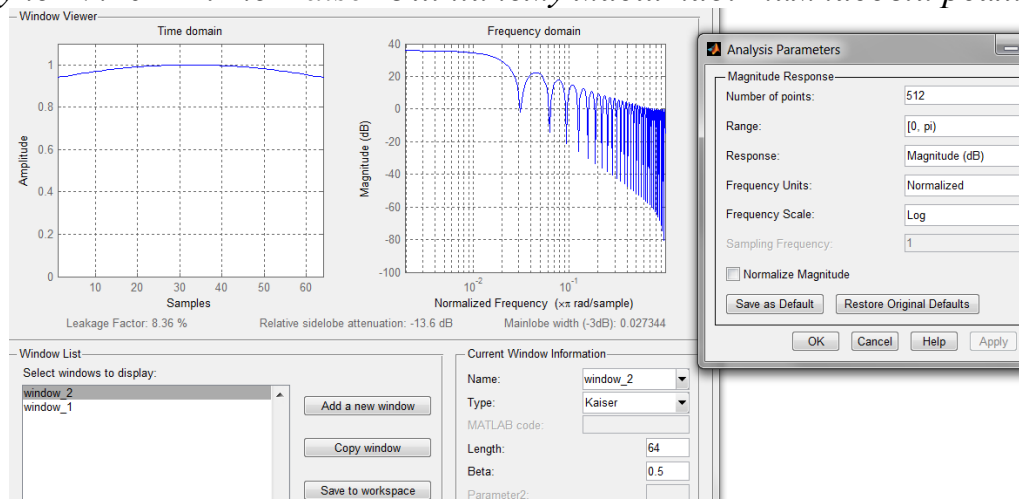 Window Viewer
Time domain
Frequency domain
Amplitude
1
0.8
0.6
0.4
0.2
0
10 20 30 40 50 60
Samples
Magnitude (dB)
40
20
0
-20
-40
-60
-80
-100
10-2 10-1
Normalized Frequency (×π rad/sample)
Leakage Factor: 8.36 % Relative sidelobe attenuation: -13.6 dB Mainlobe width (-3dB): 0.027344
Analysis Parameters
Magnitude Response
Number of points: 512
Range: [0, pi)
Response: Magnitude (dB)
Frequency Units: Normalized
Frequency Scale: Log
Sampling Frequency: 1
Normalize Magnitude
Save as Default Restore Original Defaults
OK Cancel Help Apply
Window List
Select windows to display:
window_2
window_1
Add a new window
Copy window
Save to workspace
Current Window Information
Name: window_2
Type: Kaiser
MATLAB code:
Length: 64
Beta: 0.5
Parameter2: